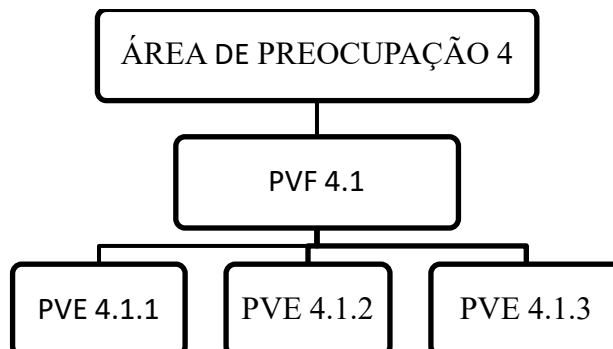 ÁREA DE PREOCUPAÇÃO 4
PVF 4.1
PVE 4.1.1
PVE 4.1.2
PVE 4.1.3